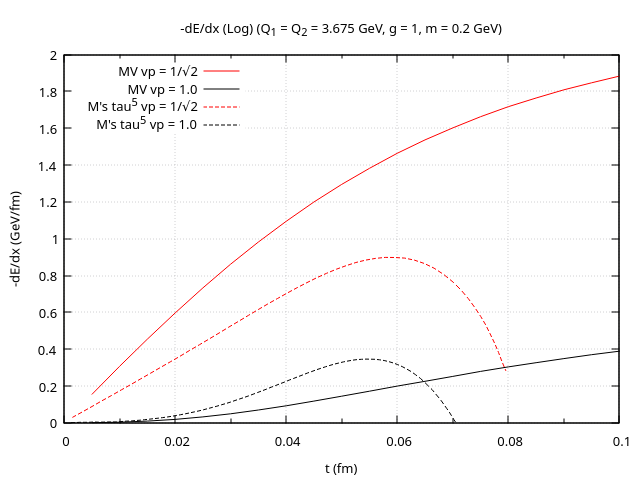 -dE/dx (Log) (Q₁ = Q₂ = 3.675 GeV, g = 1, m = 0.2 GeV)
MV vp = 1/√2
MV vp = 1.0
M's tau⁵ vp = 1/√2
M's tau⁵ vp = 1.0
-dE/dx (GeV/fm)
2
1.8
1.6
1.4
1.2
1
0.8
0.6
0.4
0.2
0
0 0.02 0.04 0.06 0.08 0.1
t (fm)